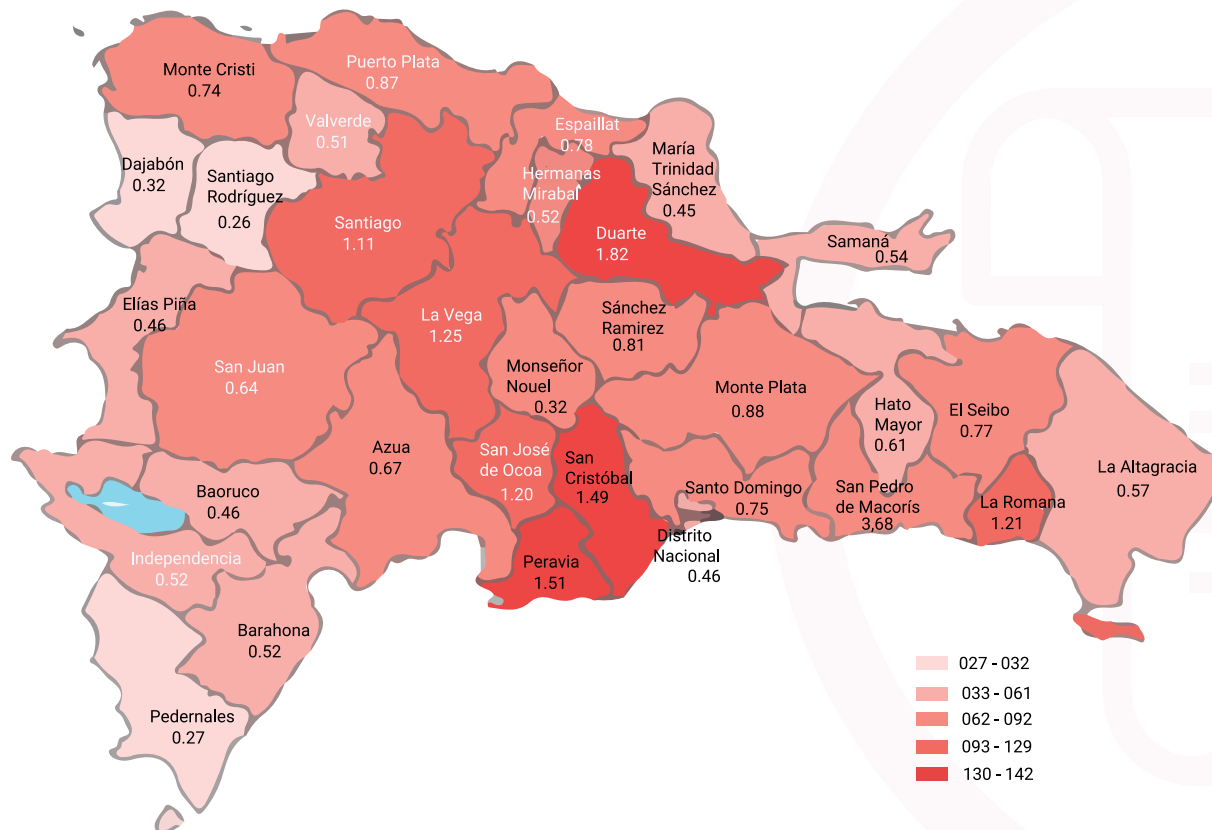 Monte Cristi
0.74
Puerto Plata
0.87
Valverde
0.51
Espaillat
0.78
Dajabón
0.32
Santiago
Rodríguez
0.26
Hermanas
Mirabal
0.52
María
Trinidad
Sánchez
0.45
Santiago
1.11
Duarte
1.82
Samaná
0.54
Elías Piña
0.46
La Vega
1.25
Sánchez
Ramirez
0.81
San Juan
0.64
Monseñor
Nouel
0.32
Monte Plata
0.88
Hato
Mayor
0.61
El Seibo
0.77
Azua
0.67
San José
de Ocoa
1.20
San
Cristóbal
1.49
La Altagracia
0.57
Baoruco
0.46
Santo Domingo
0.75
San Pedro
de Macorís
3,68
La Romana
1.21
Independencia
0.52
Peravia
1.51
Distrito
Nacional
0.46
Barahona
0.52
Pedernales
0.27
027 - 032
033 - 061
062 - 092
093 - 129
130 - 142